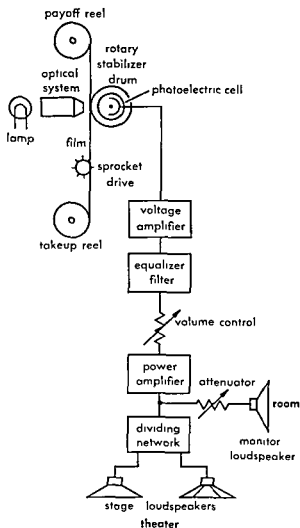 payoff reel
rotary
stabilizer
drum
optical
system
photoelectric cell
lamp
film
sprocket
drive
takeup reel
voltage
amplifier
equalizer
filter
volume control
power
amplifier
attenuator
room
monitor
loudspeaker
dividing
network
stage loudspeakers
theater